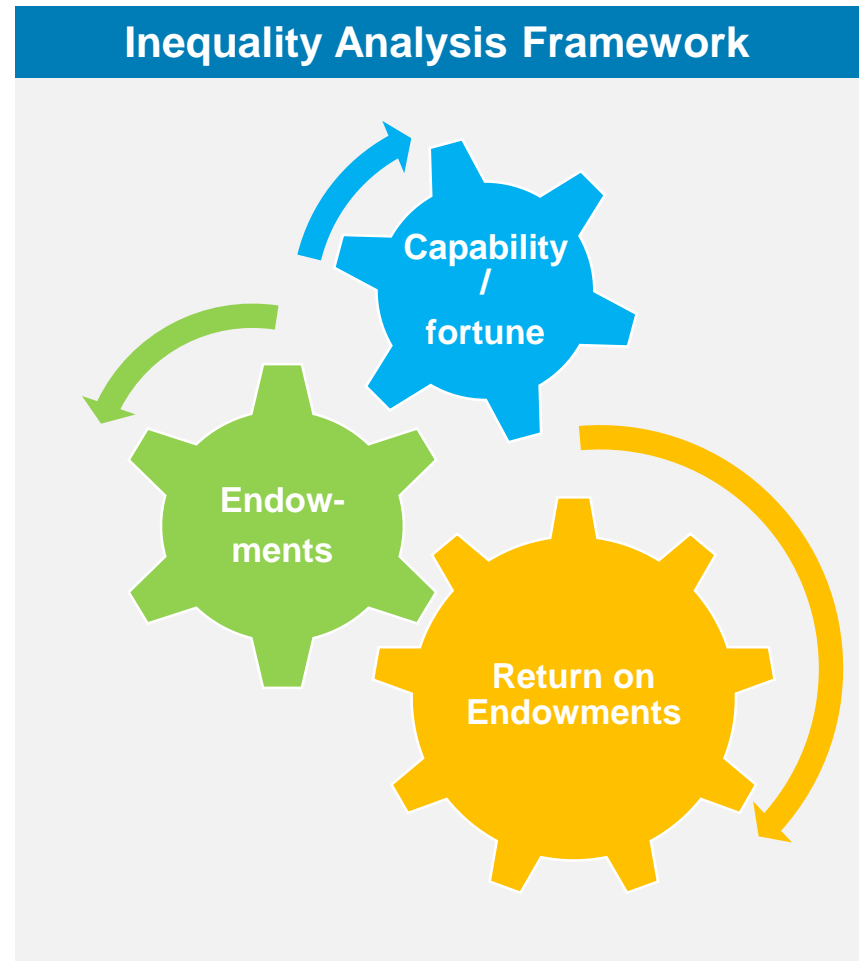 Inequality Analysis Framework
Capability
/
fortune
Endow-
ments
Return on
Endowments